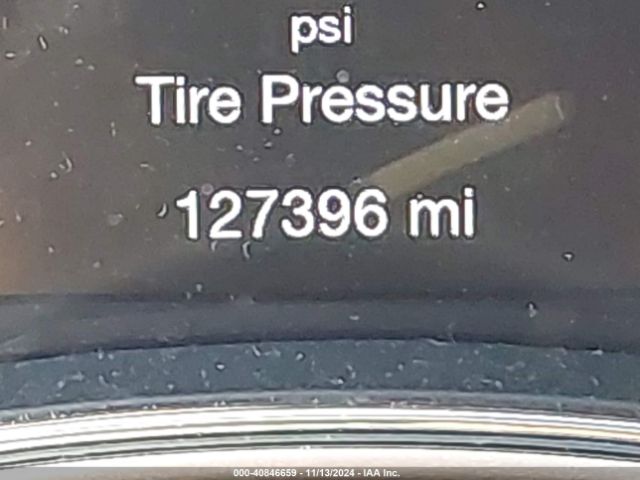 psi
Tire Pressure
127396 mi
000-40846659 - 11/13/2024 - IAA Inc.